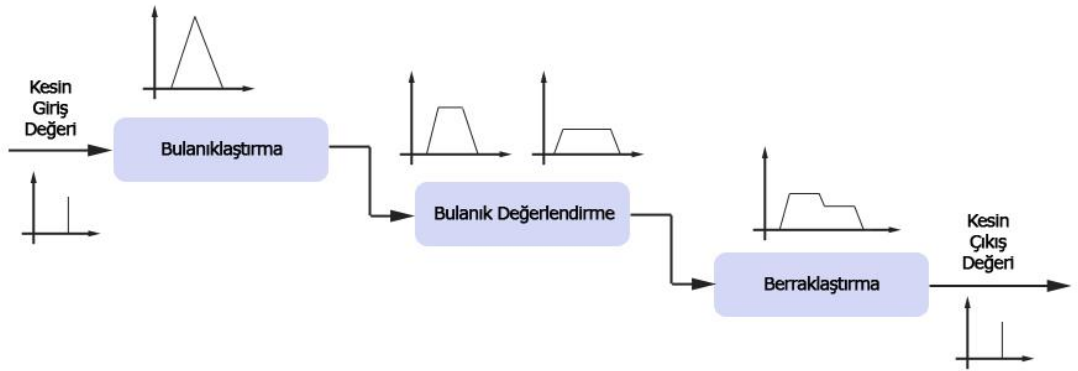 Kesin
Giriş
Değeri
Bulanıklaştırma
Bulanık Değerlendirme
Berraklaştırma
Kesin
Çıkış
Değeri